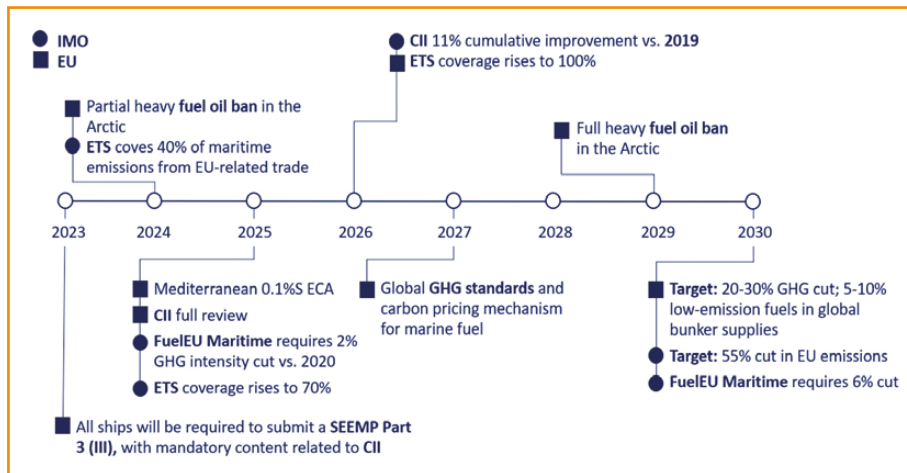 IMO
EU
CII 11% cumulative improvement vs. 2019
ETS coverage rises to 100%
Partial heavy fuel oil ban in the
Arctic
ETS coves 40% of maritime
emissions from EU-related trade
Full heavy fuel oil ban
in the Arctic
2023 2024 2025 2026 2027 2028 2029 2030
Mediterranean 0.1%S ECA
CII full review
FuelEU Maritime requires 2%
GHG intensity cut vs. 2020
ETS coverage rises to 70%
Global GHG standards and
carbon pricing mechanism
for marine fuel
Target: 20-30% GHG cut; 5-10%
low-emission fuels in global
bunker supplies
Target: 55% cut in EU emissions
FuelEU Maritime requires 6% cut
All ships will be required to submit a SEEMP Part
3 (III), with mandatory content related to CII